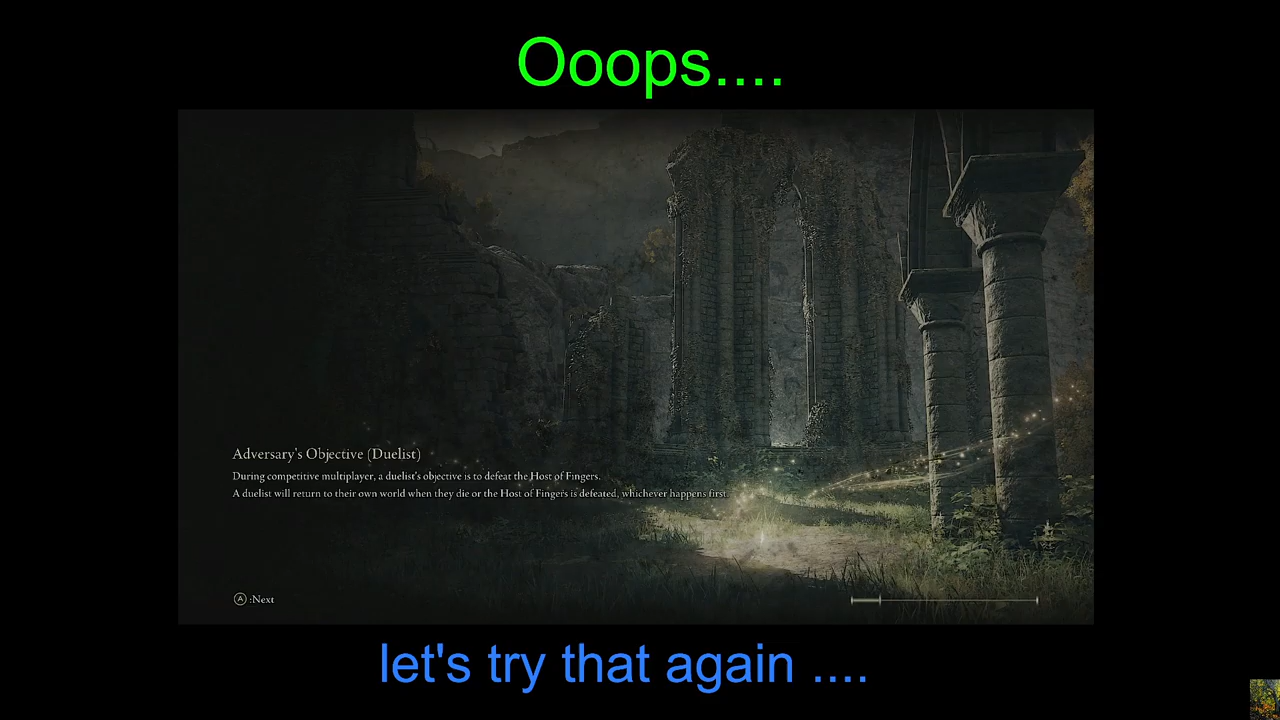 Ooops....
Adversary's Objective (Duelist)
During competitive multiplayer, a duelist's objective is to defeat the Host of Fingers.
A duelist will return to their own world when they die or the Host of Fingers is defeated, whichever happens first.
A :Next
let's try that again ....